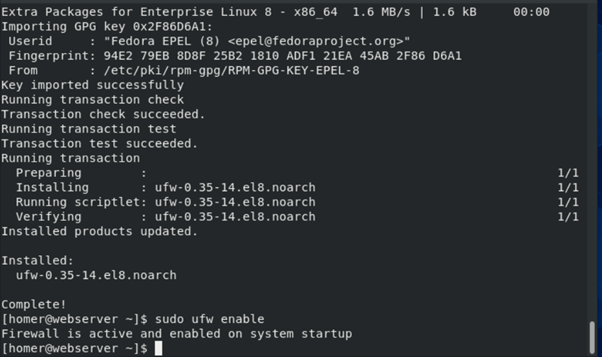 Extra Packages for Enterprise Linux 8 - x86_64  1.6 MB/s | 1.6 kB     00:00
Importing GPG key 0x2F86D6A1:
 Userid     : "Fedora EPEL (8) <epel@fedoraproject.org>"
 Fingerprint: 94E2 79EB 8D8F 25B2 1810 ADF1 21EA 45AB 2F86 D6A1
 From       : /etc/pki/rpm-gpg/RPM-GPG-KEY-EPEL-8
Key imported successfully
Running transaction check
Transaction check succeeded.
Running transaction test
Transaction test succeeded.
Running transaction
  Preparing        :                                                         1/1
  Installing       : ufw-0.35-14.el8.noarch                                  1/1
  Running scriptlet: ufw-0.35-14.el8.noarch                                  1/1
  Verifying        : ufw-0.35-14.el8.noarch                                  1/1
Installed products updated.
Installed:
  ufw-0.35-14.el8.noarch
Complete!
[homer@webserver ~]$ sudo ufw enable
Firewall is active and enabled on system startup
[homer@webserver ~]$